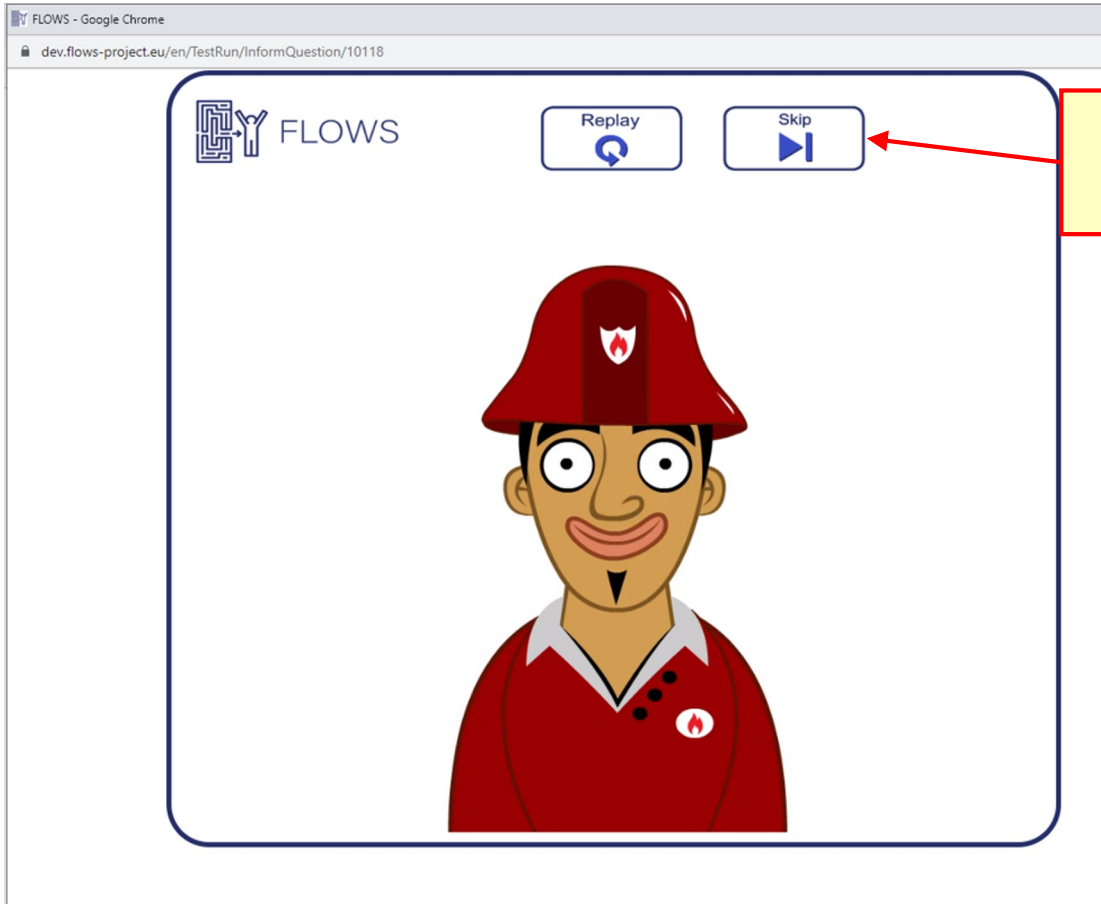 FLOWS - Google Chrome
dev.flows-project.eu/en/TestRun/InformQuestion/10118
FLOWS
Replay
Skip